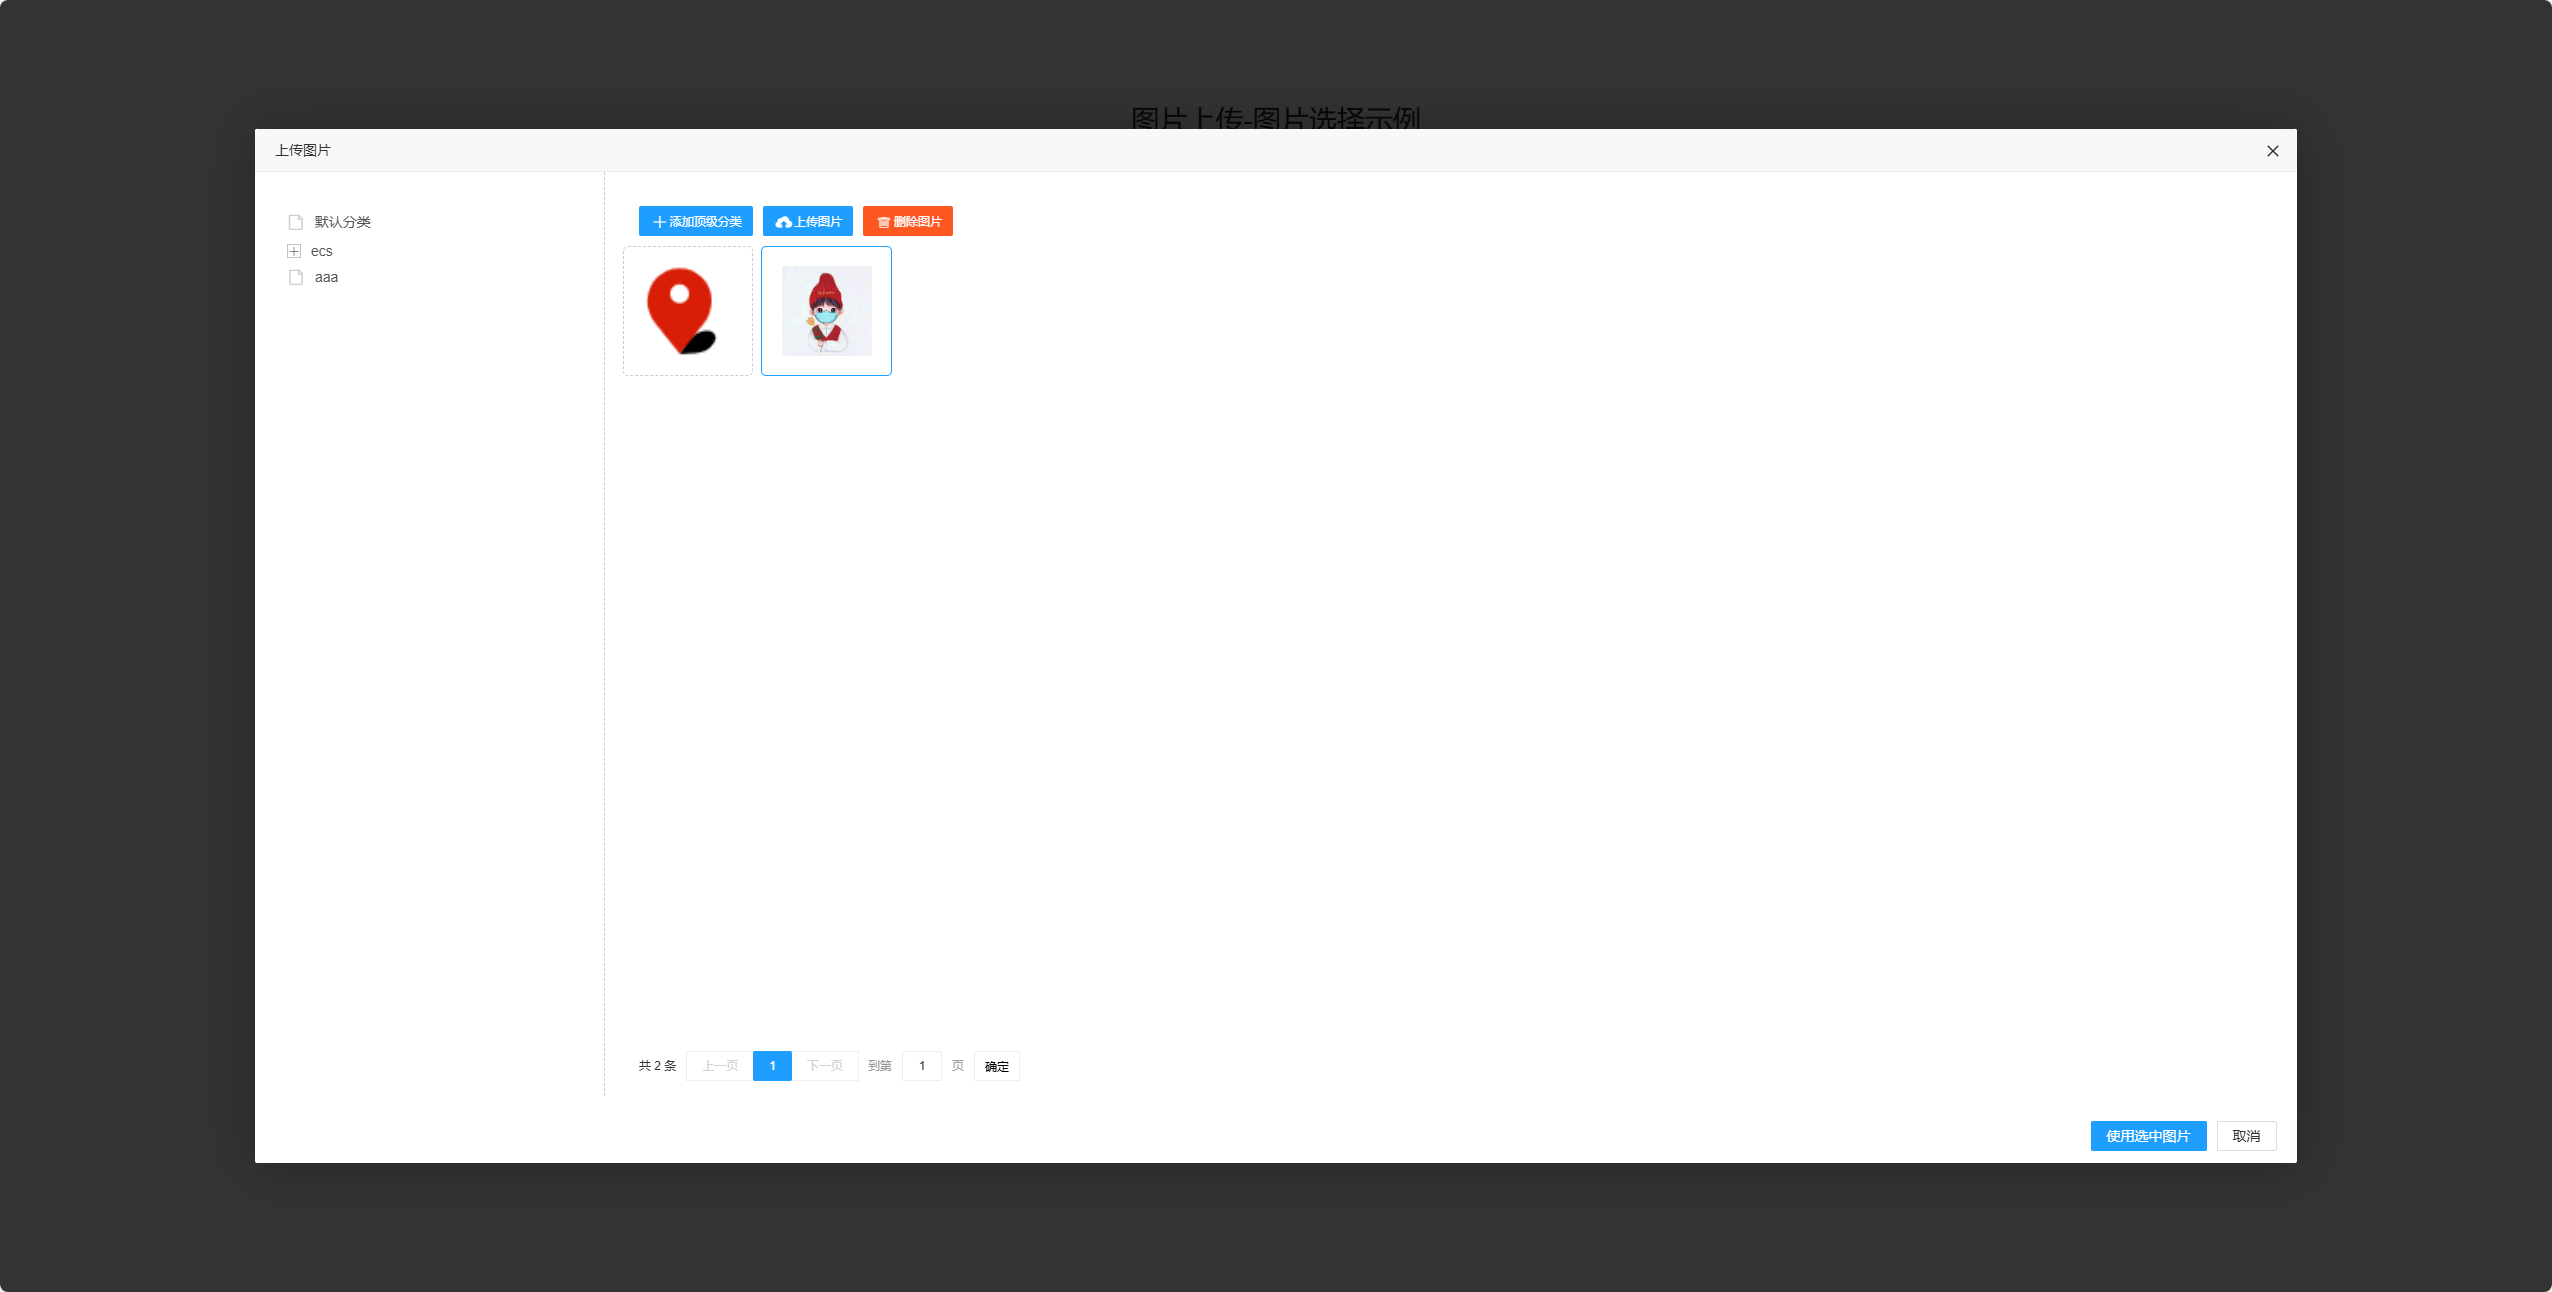 图片上传-图片选择示例
上传图片
默认分类
ecs
aaa
添加顶级分类 上传图片 删除图片
共 2 条 上一页 1 下一页 到第 1 页 确定
使用选中图片 取消